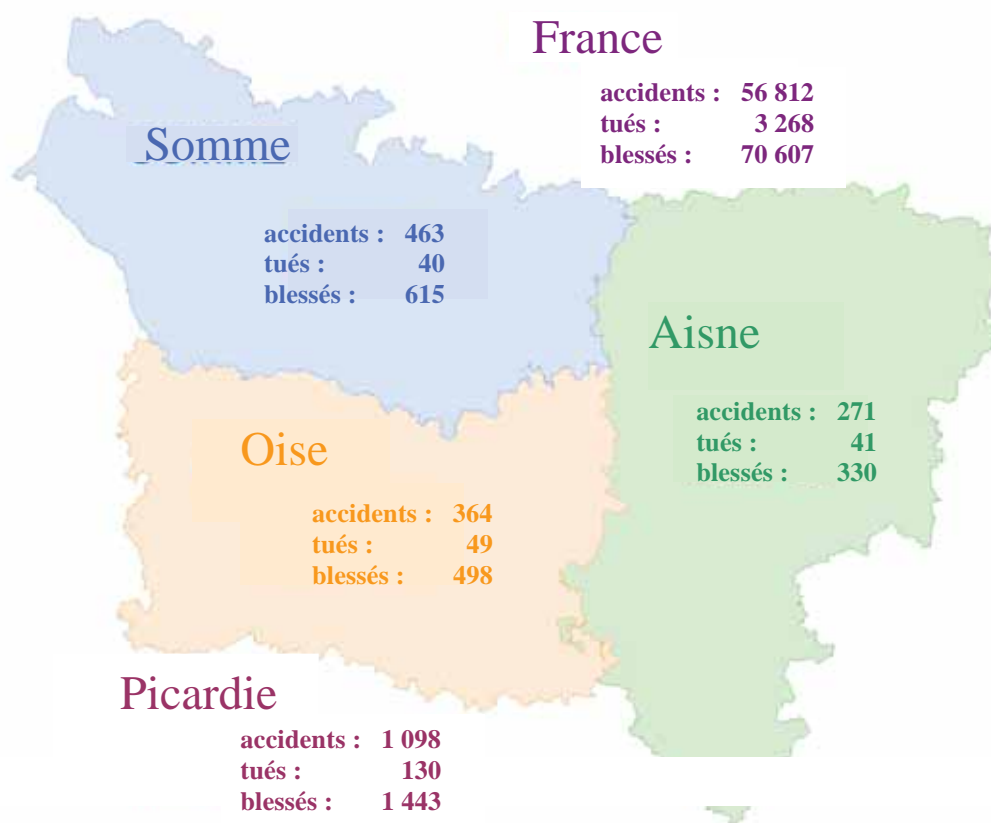 France
accidents : 56 812
tués : 3 268
blessés : 70 607
Somme
accidents : 463
tués : 40
blessés : 615
Aisne
accidents : 271
tués : 41
blessés : 330
Oise
accidents : 364
tués : 49
blessés : 498
Picardie
accidents : 1 098
tués : 130
blessés : 1 443